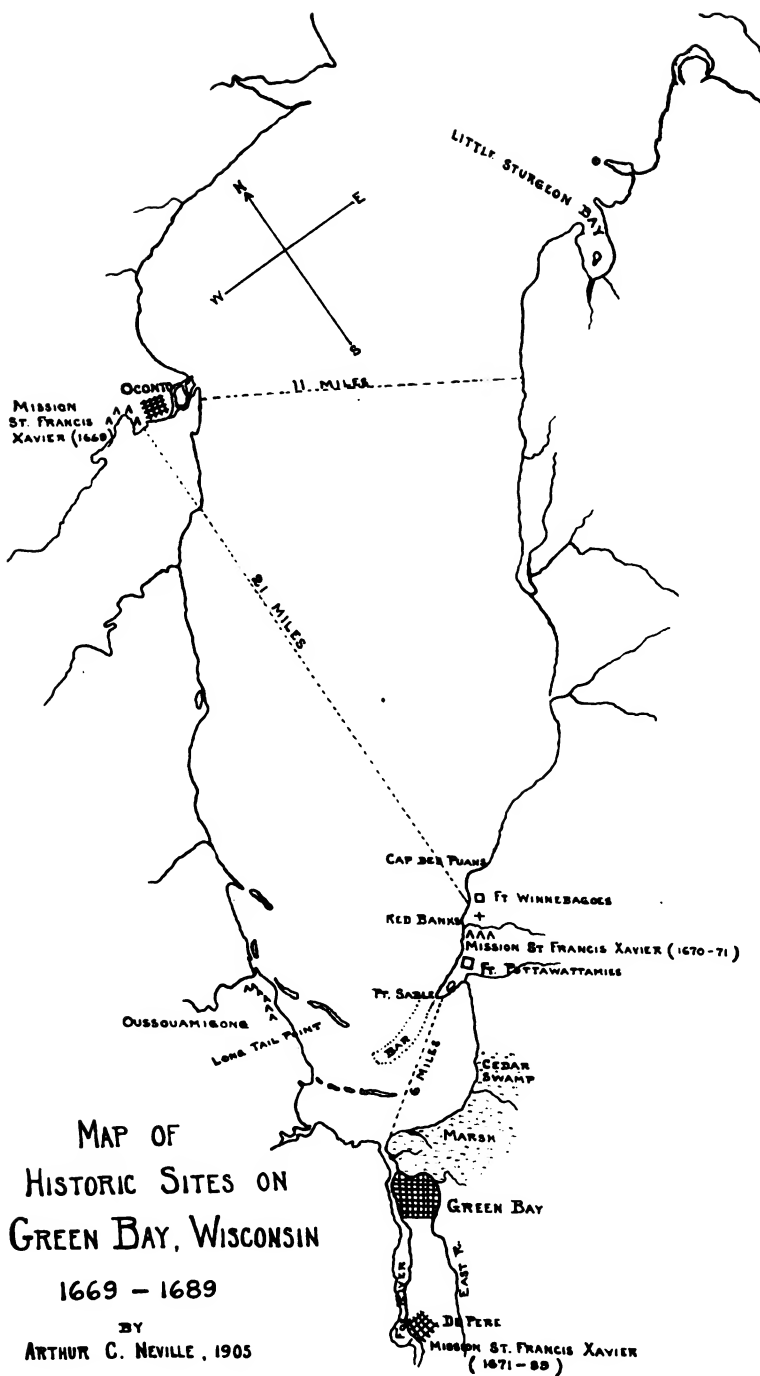 LITTLE STURGEON BAY
N
E
W
S
OCONTO
11 MILES
MISSION
ST. FRANCIS
XAVIER (1669)
21 MILES
CAP DES PUANS
FT WINNEBAGOES
RED BANKS
MISSION ST FRANCIS XAVIER (1670-71)
FT. POTTAWATTAMIES
PT. SABLE
OUSSOUAMIGONG
LONG TAIL POINT
BAR
6 MILES
CEDAR
SWAMP
MARSH
MAP OF
HISTORIC SITES ON
GREEN BAY, WISCONSIN
1669 – 1689
BY
ARTHUR C. NEVILLE, 1905
GREEN BAY
FOX RIVER
EAST R.
DE PERE
MISSION ST. FRANCIS XAVIER
(1671-89)